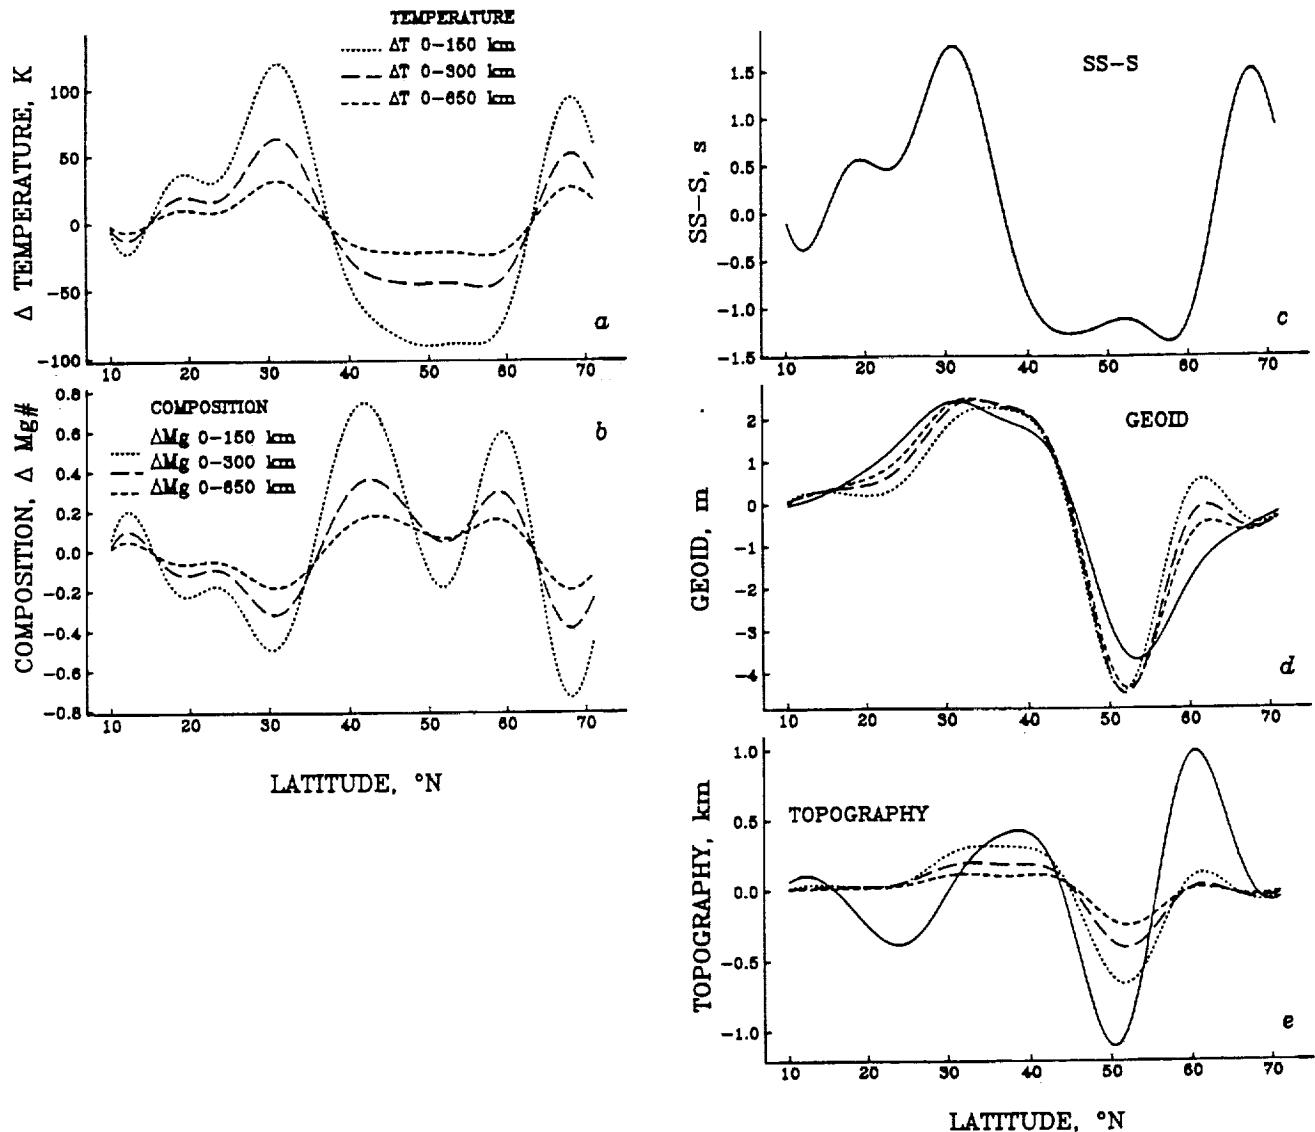 TEMPERATURE
ΔT 0-150 km
ΔT 0-300 km
ΔT 0-650 km
Δ TEMPERATURE, K
100
50
0
-50
-100
10 20 30 40 50 60 70
a
COMPOSITION
ΔMg 0-150 km
ΔMg 0-300 km
ΔMg 0-650 km
COMPOSITION, Δ Mg#
0.8
0.6
0.4
0.2
0.0
-0.2
-0.4
-0.6
-0.8
10 20 30 40 50 60 70
b
LATITUDE, °N
SS-S
SS-S, s
1.5
1.0
0.5
0.0
-0.5
-1.0
-1.5
10 20 30 40 50 60 70
c
GEOID
GEOID, m
2
1
0
-1
-2
-3
-4
10 20 30 40 50 60 70
d
TOPOGRAPHY
TOPOGRAPHY, km
1.0
0.5
0.0
-0.5
-1.0
10 20 30 40 50 60 70
e
LATITUDE, °N